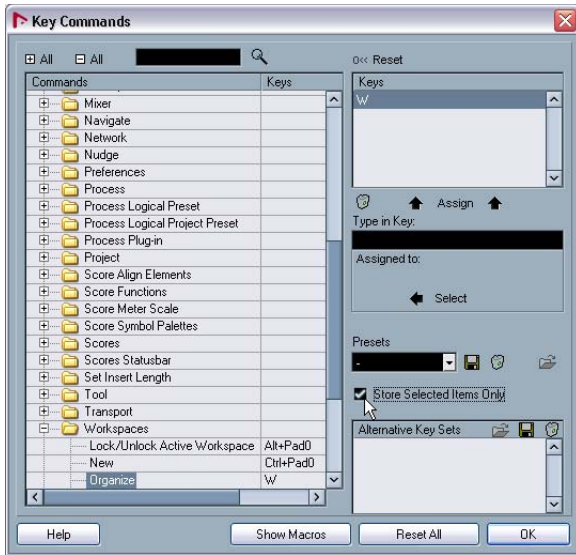 Key Commands
All All
Commands Keys
Mixer
Navigate
Network
Nudge
Preferences
Process
Process Logical Preset
Process Logical Project Preset
Process Plug-in
Project
Score Align Elements
Score Functions
Score Meter Scale
Score Symbol Palettes
Scores
Scores Statusbar
Set Insert Length
Tool
Transport
Workspaces
Lock/Unlock Active Workspace Alt+Pad0
New Ctrl+Pad0
Organize W
Reset
Keys
W
Assign
Type in Key:
Assigned to:
Select
Presets
-
Store Selected Items Only
Alternative Key Sets
Help Show Macros Reset All OK